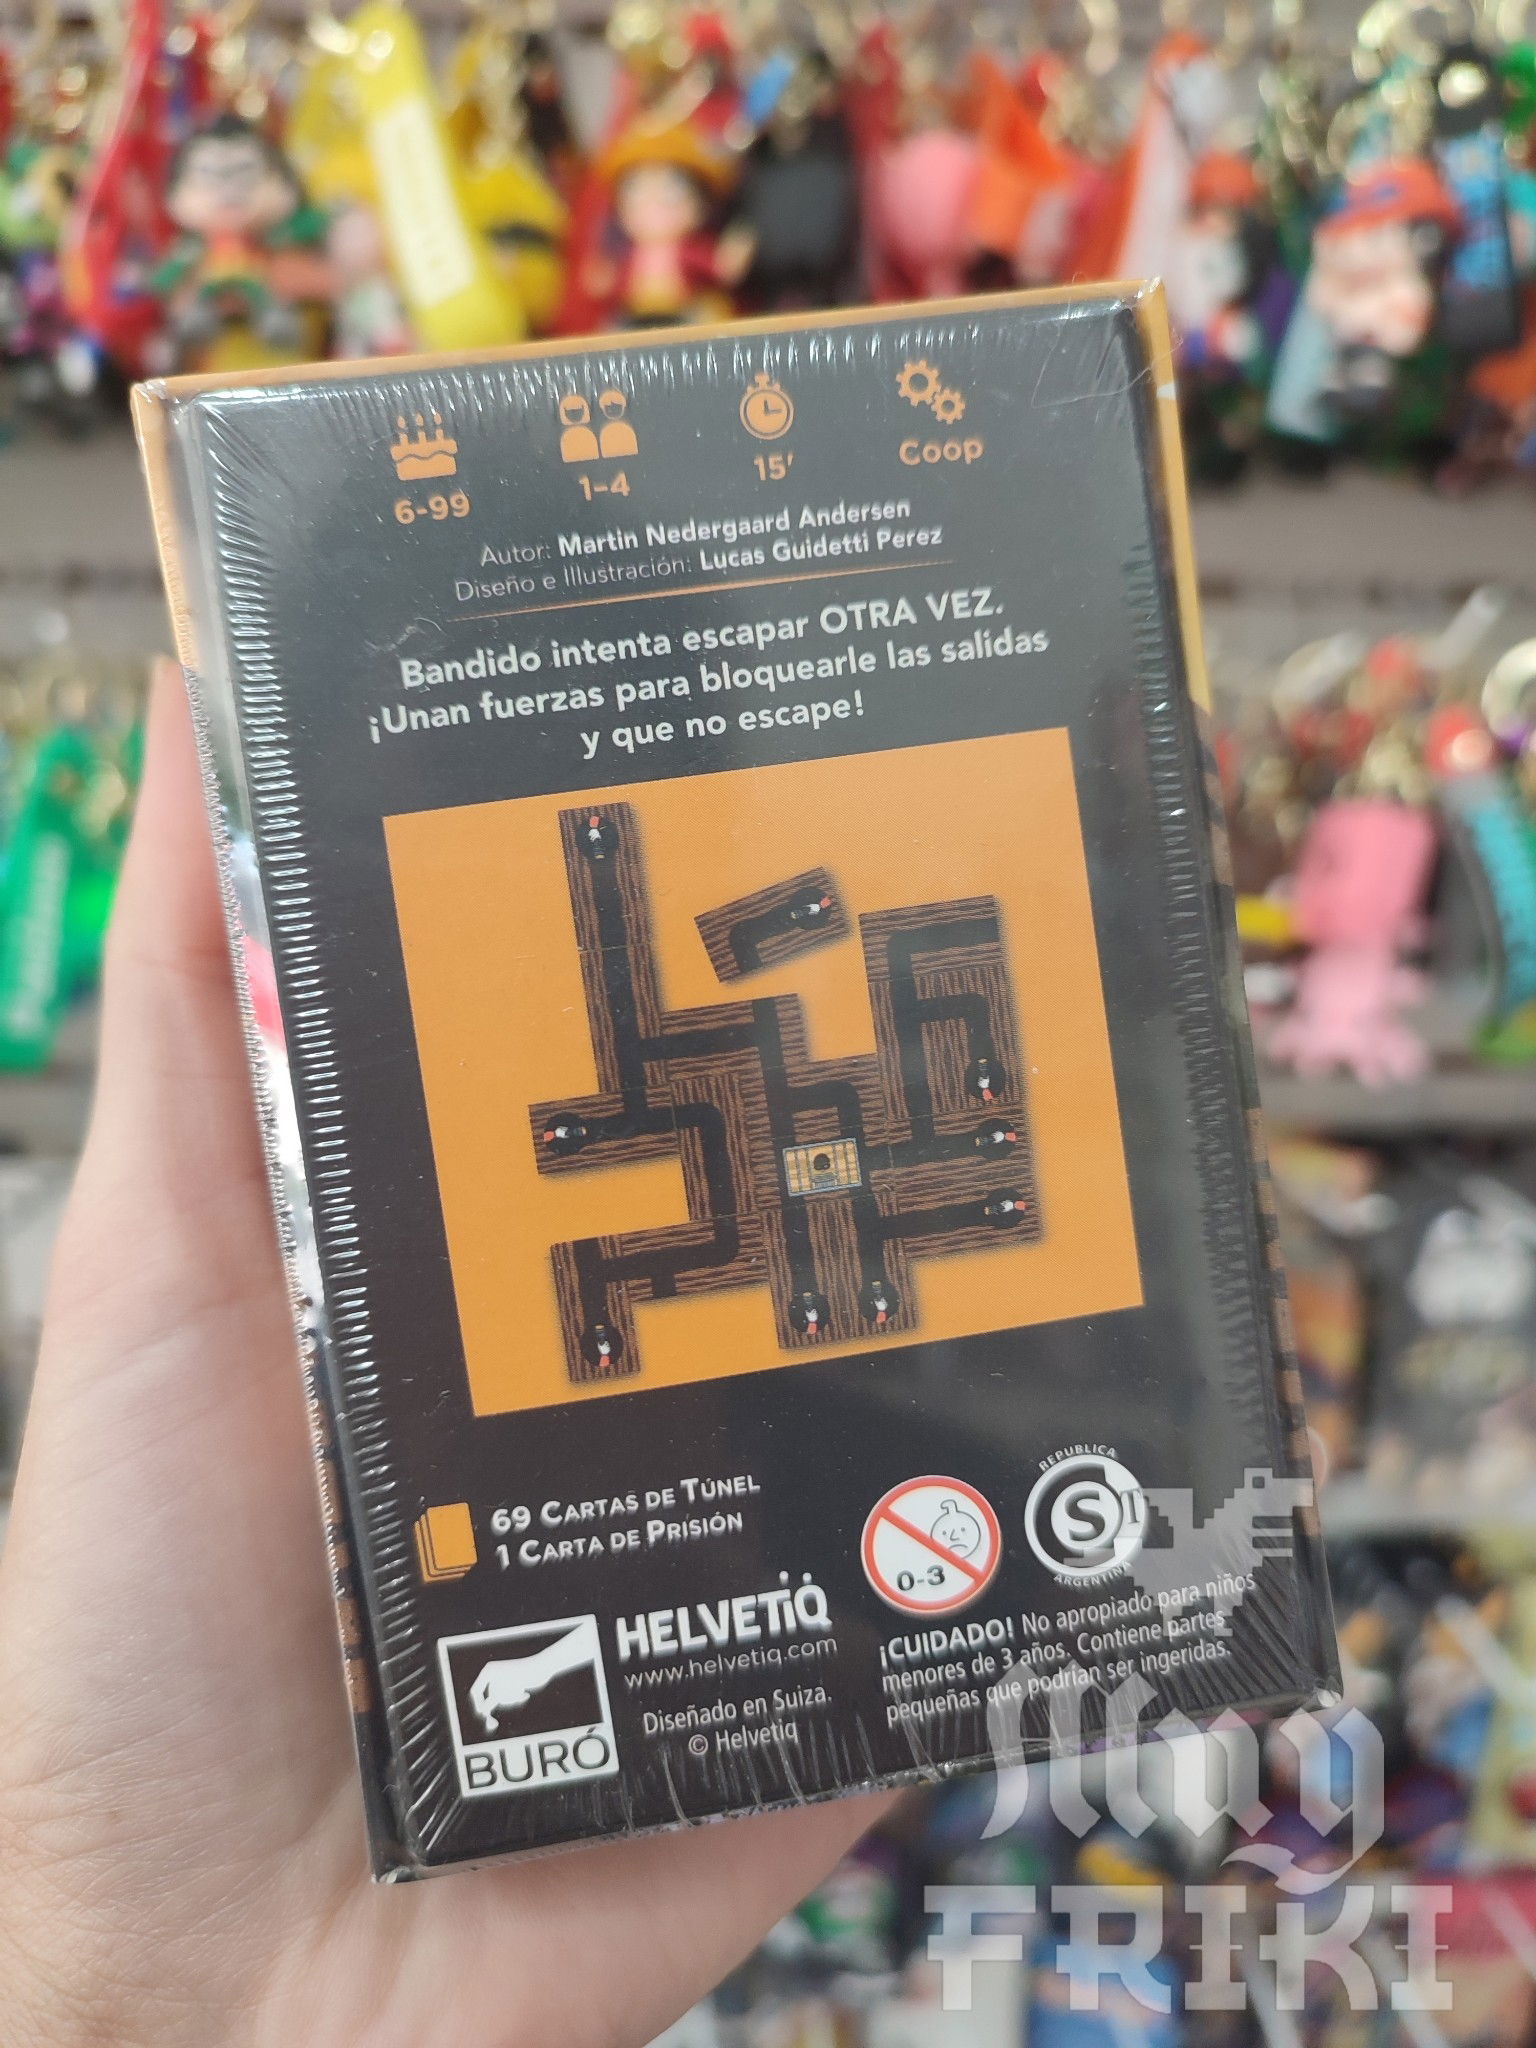 6-99
1-4
15'
Coop
Autor: Martin Nedergaard Andersen
Diseño e Illustración: Lucas Guidetti Perez
Bandido intenta escapar OTRA VEZ.
¡Unan fuerzas para bloquearle las salidas
y que no escape!
69 CARTAS DE TÚNEL
1 CARTA DE PRISIÓN
BURÓ
HELVETIQ
www.helvetiq.com
Diseñado en Suiza.
© Helvetiq
0-3
REPUBLICA
S T
ARGENTINA
¡CUIDADO! No apropiado para niños
menores de 3 años. Contiene partes
pequeñas que podrían ser ingeridas.
Muy
FRIKI